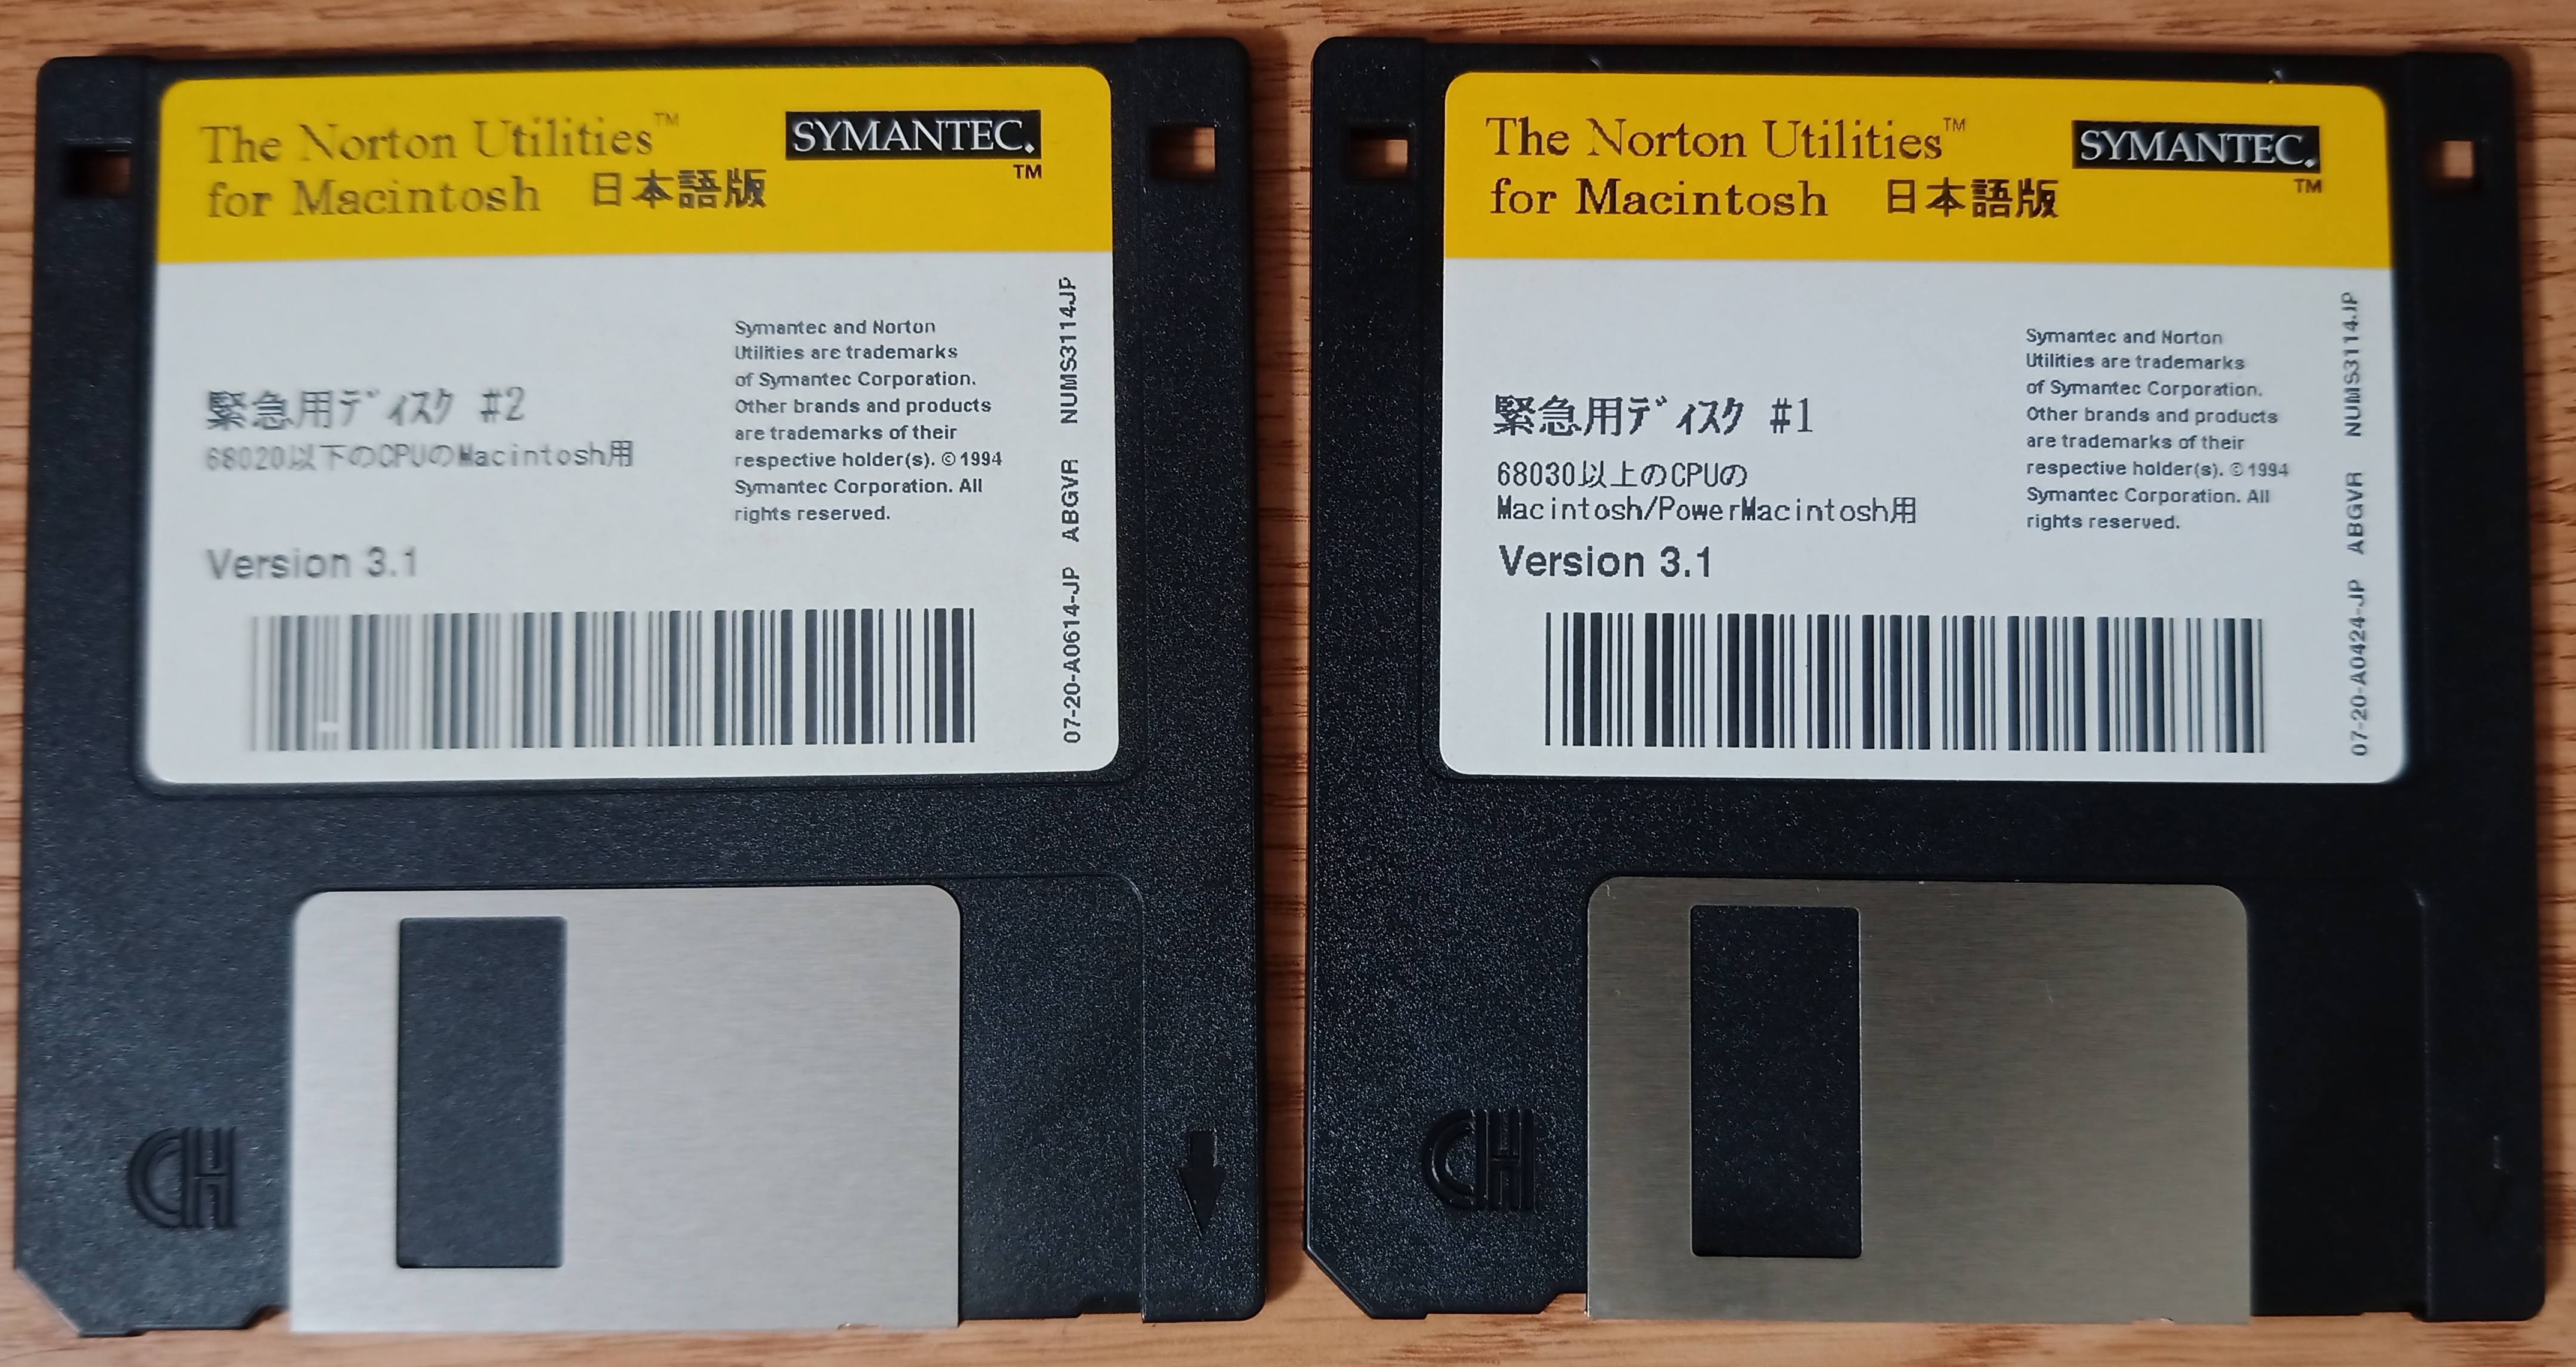 The Norton Utilities™
for Macintosh 日本語版
SYMANTEC.
TM
緊急用ディスク #2
68020以下のCPUのMacintosh用
Version 3.1
Symantec and Norton
Utilities are trademarks
of Symantec Corporation.
Other brands and products
are trademarks of their
respective holder(s). © 1994
Symantec Corporation. All
rights reserved.
07-20-A0614-JP ABGVR NUMS3114JP
CH
The Norton Utilities™
for Macintosh 日本語版
SYMANTEC.
TM
緊急用ディスク #1
68030以上のCPUの
Macintosh/PowerMacintosh用
Version 3.1
Symantec and Norton
Utilities are trademarks
of Symantec Corporation.
Other brands and products
are trademarks of their
respective holder(s). © 1994
Symantec Corporation. All
rights reserved.
07-20-A0424-JP ABGVR NUMS3114JP
CH